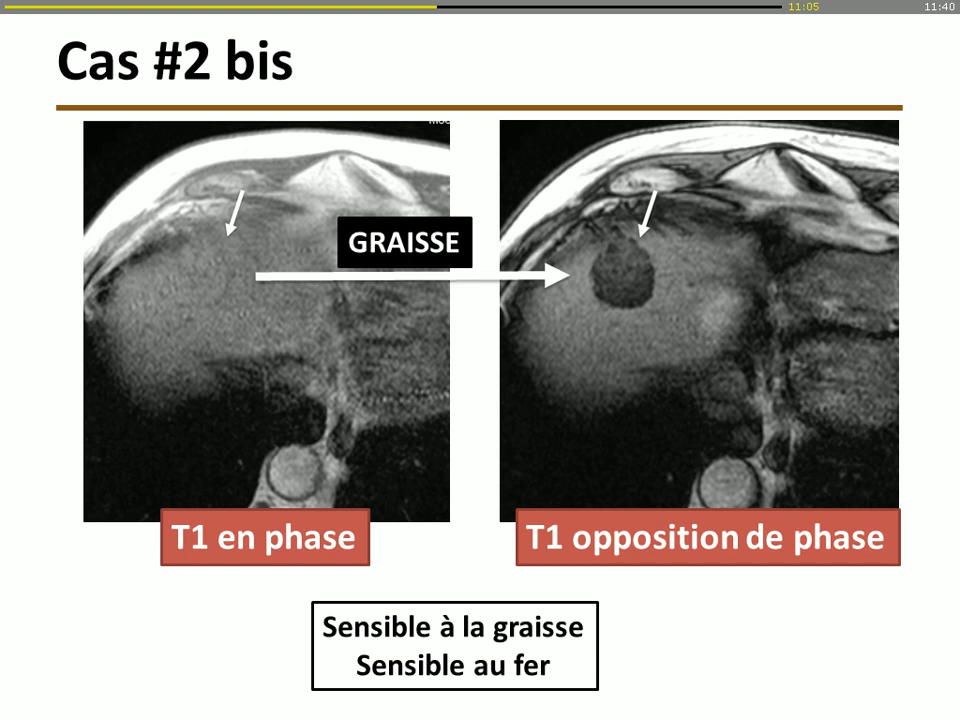 11:05
11:40
Cas #2 bis
GRAISSE
T1 en phase
T1 opposition de phase
Sensible à la graisse
Sensible au fer